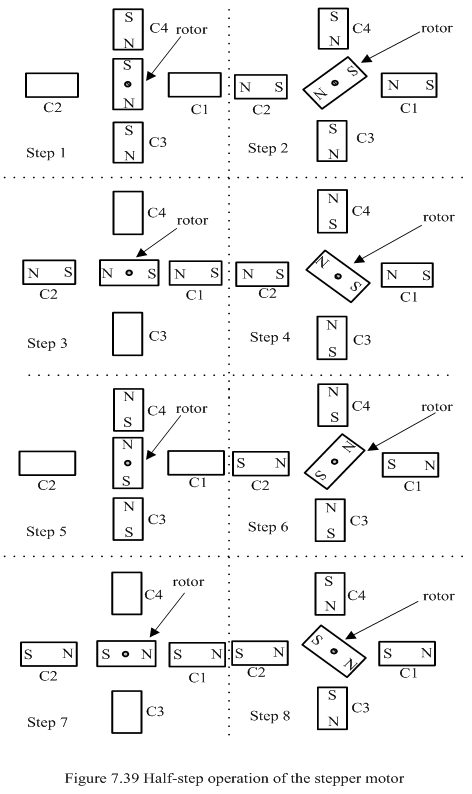 S
C4
N
rotor
S
N
C2
C1
S
C3
N
Step 1
S
C4
N
rotor
N S
C2
S
N
N S
C1
S
C3
N
Step 2
C4
rotor
N S
C2
N S
N S
C1
C3
Step 3
N
C4
S
rotor
N S
C2
N
S
N S
C1
N
C3
S
Step 4
N
C4
S
rotor
N
S
C2
C1
N
C3
S
Step 5
N
C4
S
rotor
S N
C2
N
S
S N
C1
N
C3
S
Step 6
C4
rotor
S N
C2
S N
S N
C1
C3
Step 7
S
C4
N
rotor
S N
C2
S
N
S N
C1
S
C3
N
Step 8
Figure 7.39 Half-step operation of the stepper motor